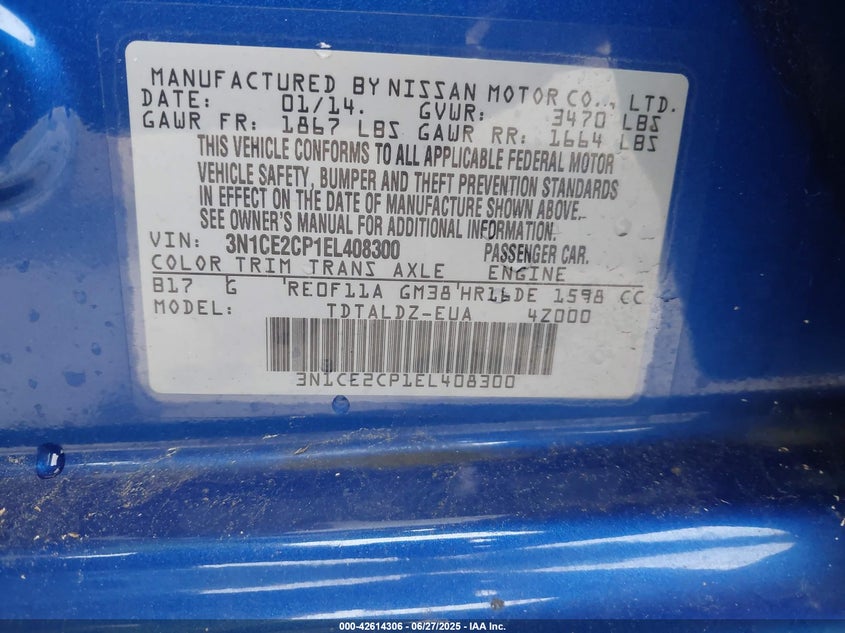 MANUFACTURED BY NISSAN MOTOR CO., LTD.
DATE: 01/14. GVWR: 3470 LBS
GAWR FR: 1867 LBS GAWR RR: 1664 LBS
THIS VEHICLE CONFORMS TO ALL APPLICABLE FEDERAL MOTOR
VEHICLE SAFETY, BUMPER AND THEFT PREVENTION STANDARDS
IN EFFECT ON THE DATE OF MANUFACTURE SHOWN ABOVE.
SEE OWNER'S MANUAL FOR ADDITIONAL INFORMATION.
VIN: 3N1CE2CP1EL408300 PASSENGER CAR.
COLOR TRIM TRANS AXLE ENGINE
B17 G RE0F11A GM38 HR16DE 1598 CC
MODEL: TDTALDZ-EUA 4Z000
3N1CE2CP1EL408300
000-42614306 - 06/27/2025 - IAA Inc.